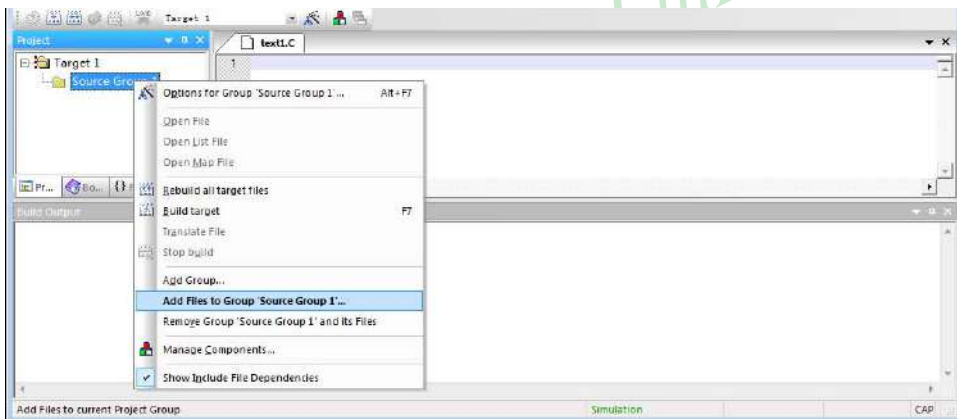 Target 1
Project
text1.C
Target 1
1
Source Group 1
Options for Group 'Source Group 1'... Alt+F7
Open File
Open List File
Open Map File
Pr...
Bo...
{}
Rebuild all target files
Build target F7
Translate File
Stop build
Build Output
Add Group...
Add Files to Group 'Source Group 1'...
Remove Group 'Source Group 1' and its Files
Manage Components...
Show Include File Dependencies
Add Files to current Project Group
Simulation
CAP